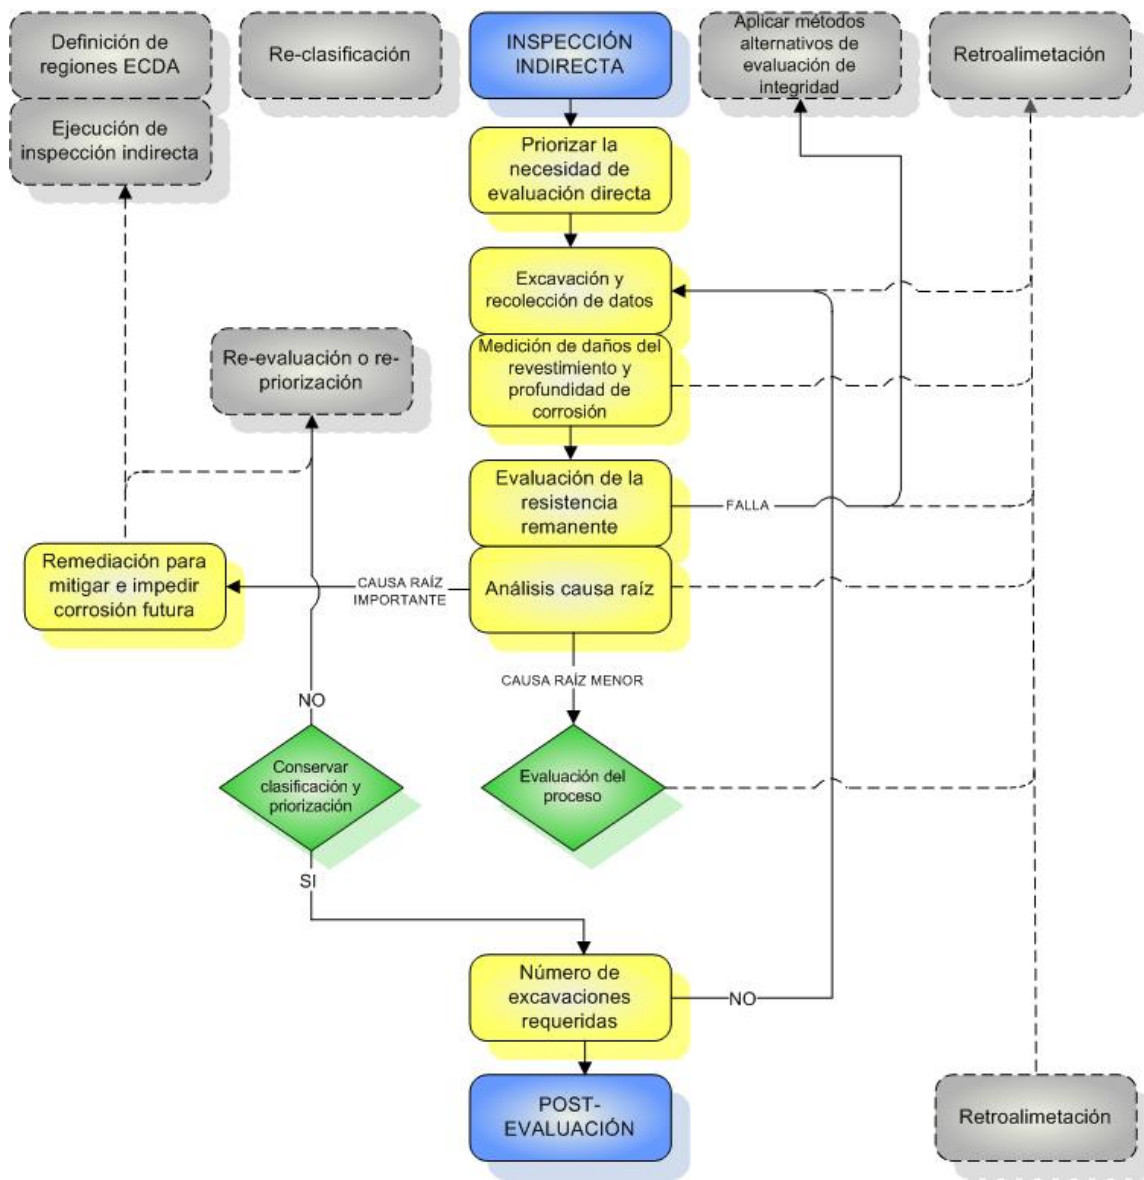 Definición de
regiones ECDA
Re-clasificación
INSPECCIÓN
INDIRECTA
Aplicar métodos
alternativos de
evaluación de
integridad
Retroalimetación
Ejecución de
inspección indirecta
Priorizar la
necesidad de
evaluación directa
Excavación y
recolección de datos
Re-evaluación o re-
priorización
Medición de daños del
revestimiento y
profundidad de
corrosión
Evaluación de la
resistencia
remanente
FALLA
Remediación para
mitigar e impedir
corrosión futura
CAUSA RAÍZ
IMPORTANTE
Análisis causa raíz
CAUSA RAÍZ MENOR
NO
Conservar
clasificación y
priorización
Evaluación del
proceso
SI
Número de
excavaciones
requeridas
NO
POST-
EVALUACIÓN
Retroalimetación